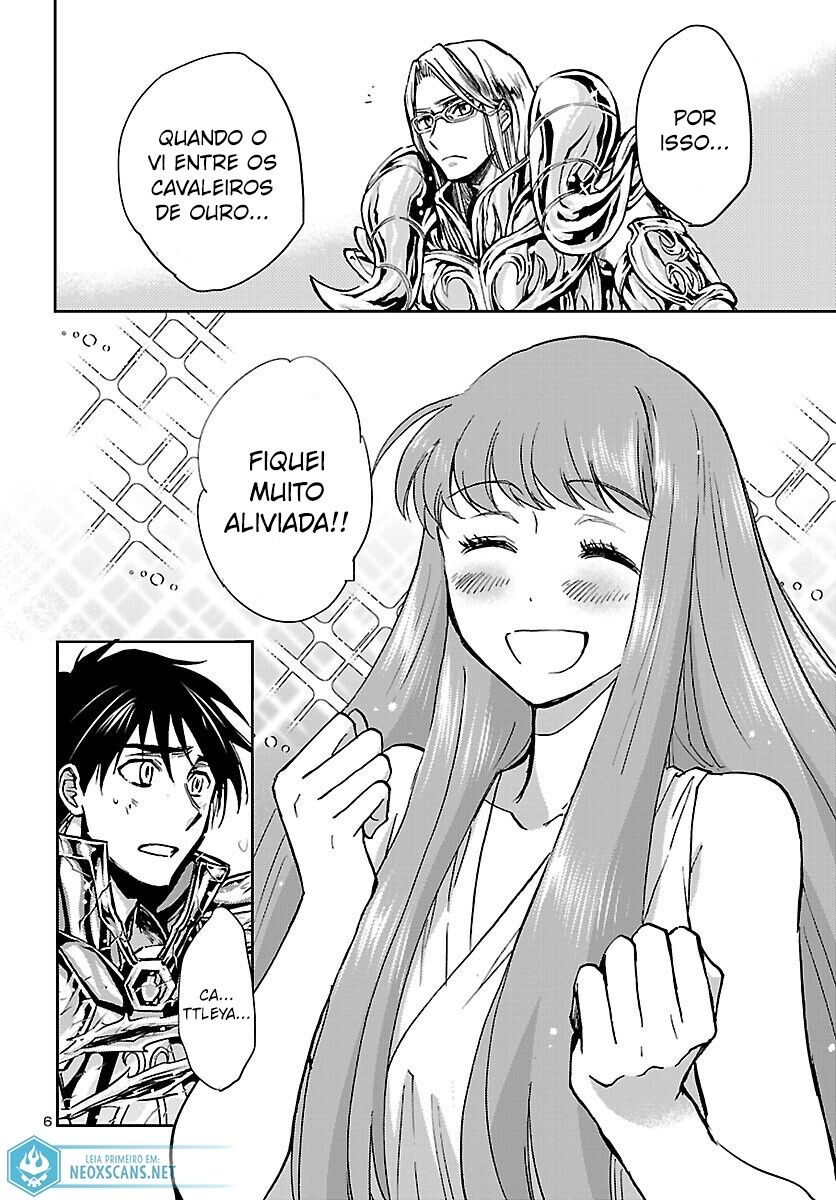 POR
ISSO...
QUANDO O
VI ENTRE OS
CAVALEIROS
DE OURO...
FIQUEI
MUITO
ALIVIADA!!
CA...
TTLEYA...
6
LEIA PRIMEIRO EM:
NEOXSCANS.NET